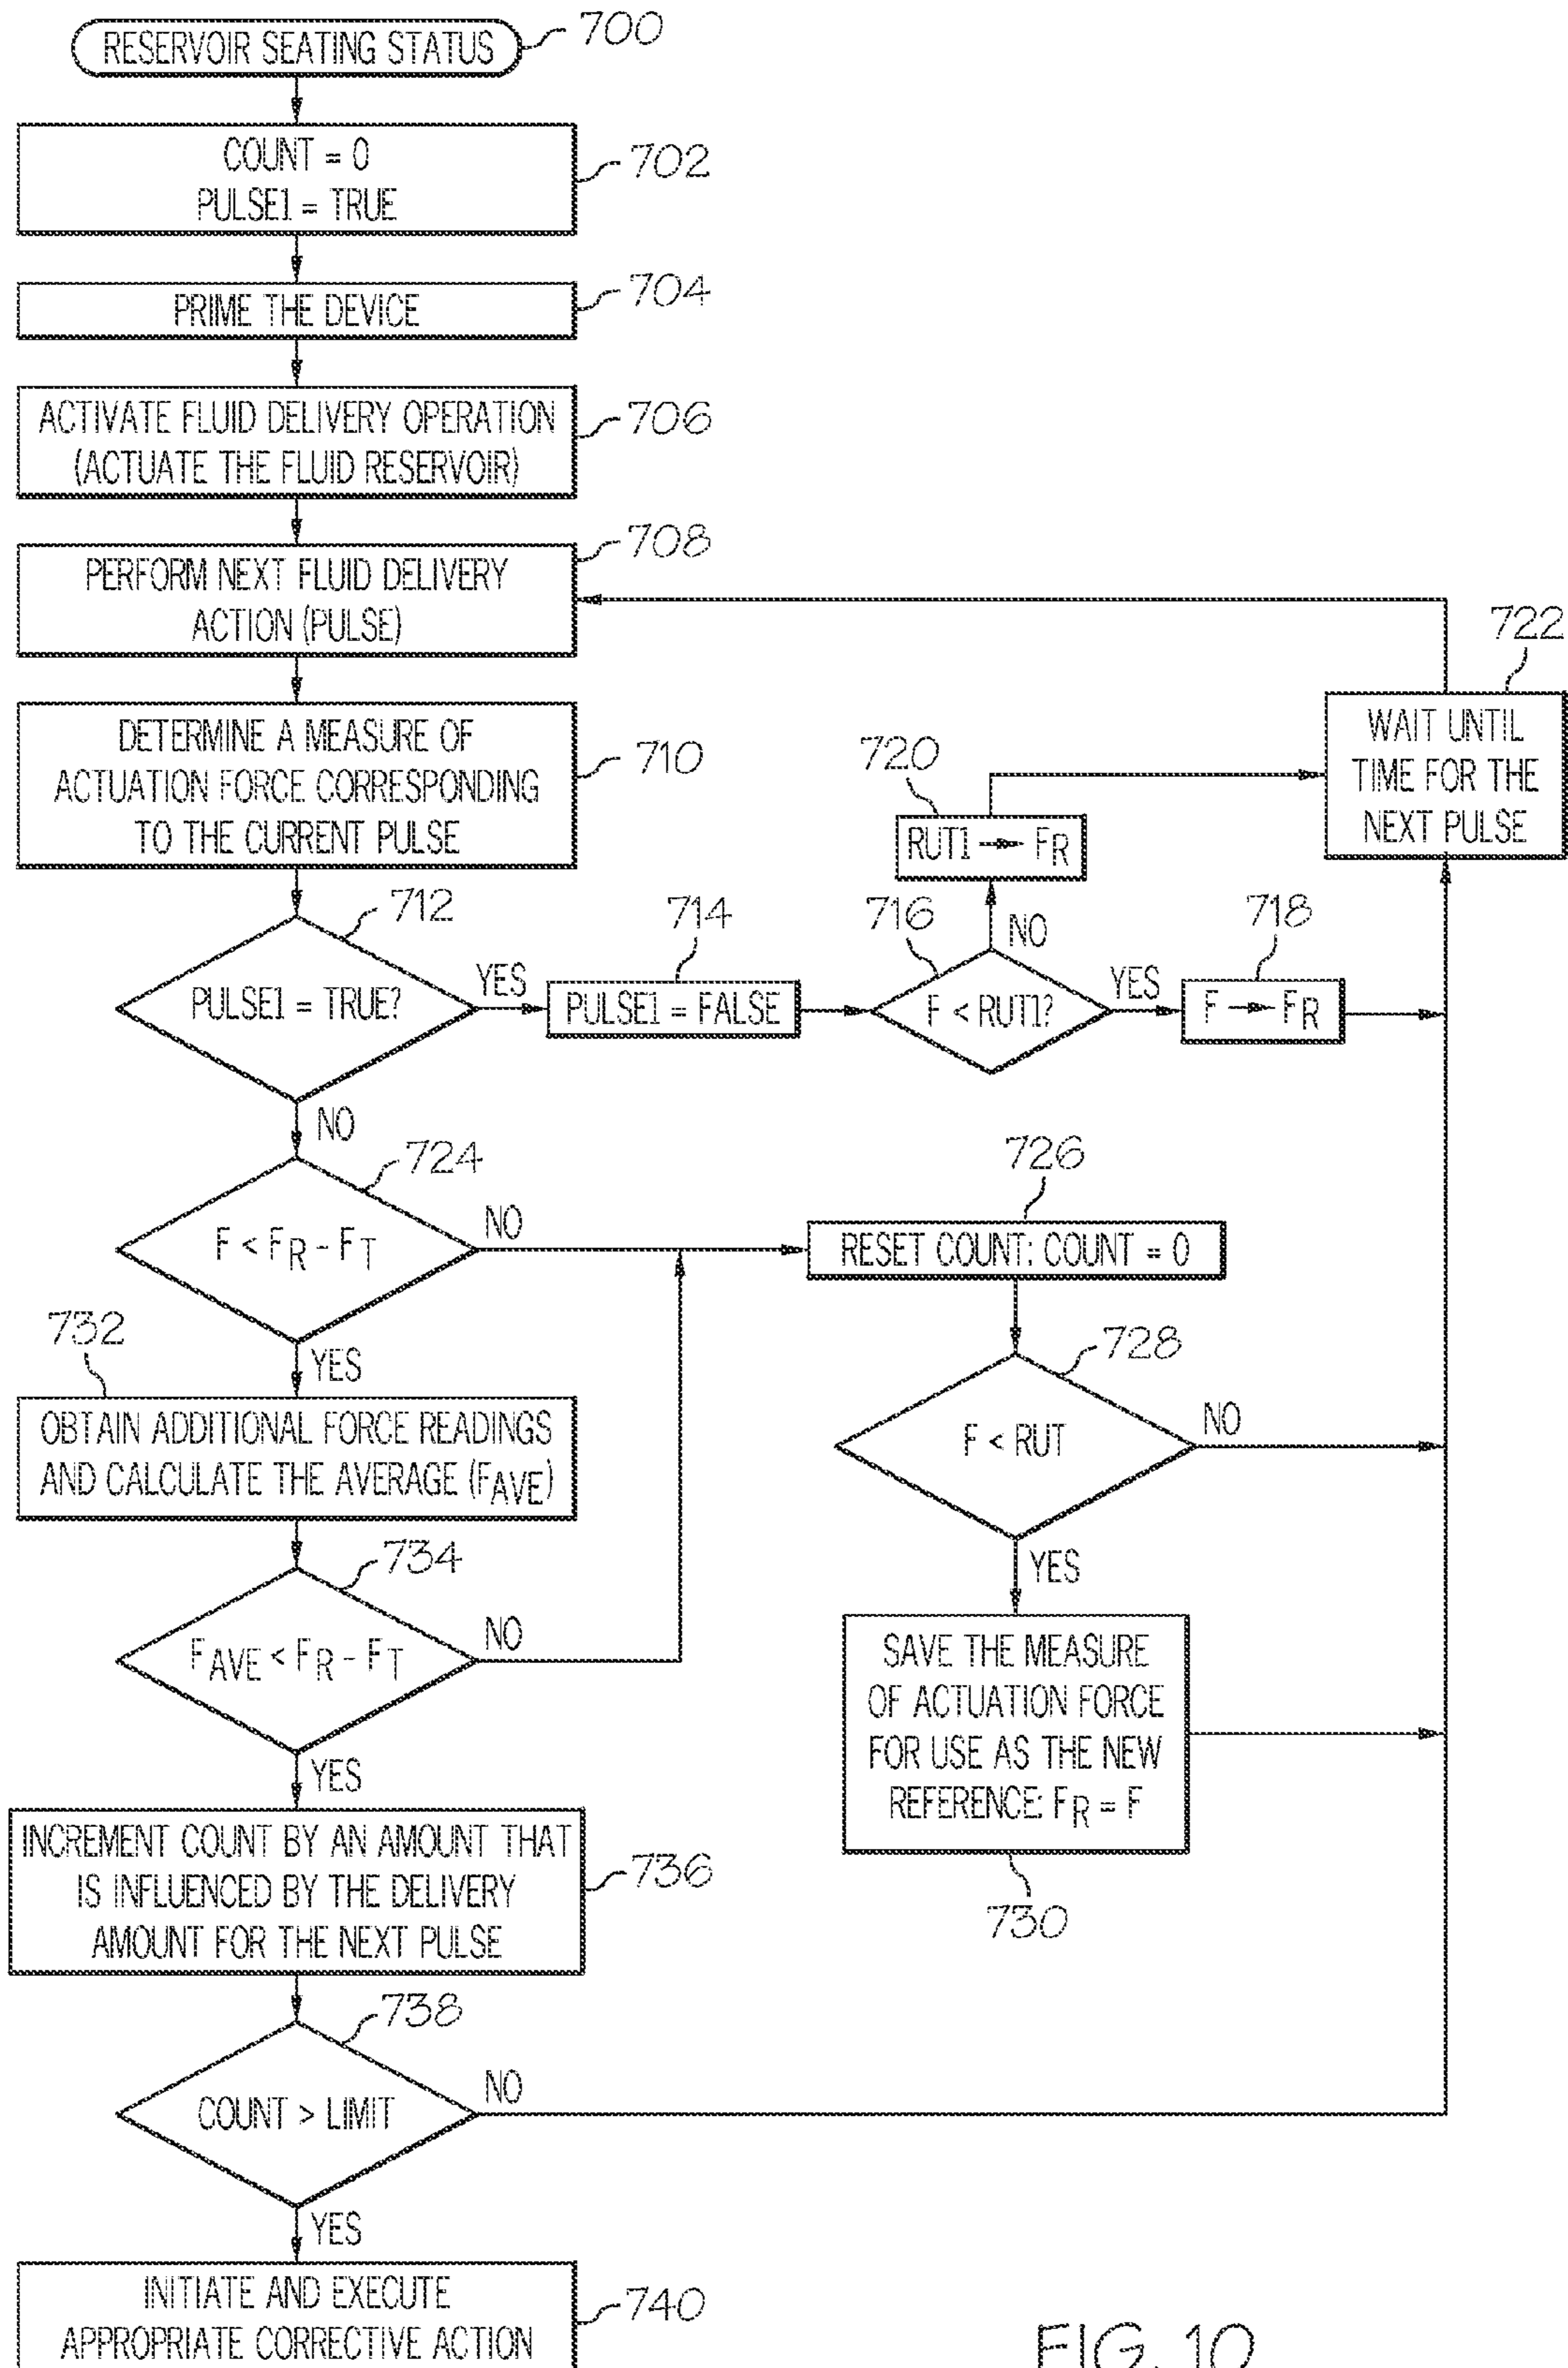 RESERVOIR SEATING STATUS
700
COUNT = 0
PULSE1 = TRUE
702
PRIME THE DEVICE
704
ACTIVATE FLUID DELIVERY OPERATION
(ACTUATE THE FLUID RESERVOIR)
706
PERFORM NEXT FLUID DELIVERY
ACTION (PULSE)
708
DETERMINE A MEASURE OF
ACTUATION FORCE CORRESPONDING
TO THE CURRENT PULSE
710
722
WAIT UNTIL
TIME FOR THE
NEXT PULSE
720
RUT1 → FR
712
PULSE1 = TRUE?
YES
714
PULSE1 = FALSE
716
F < RUT1?
NO
YES
718
F → FR
NO
724
F < FR - FT
NO
726
RESET COUNT: COUNT = 0
YES
728
F < RUT
NO
732
OBTAIN ADDITIONAL FORCE READINGS
AND CALCULATE THE AVERAGE (FAVE)
YES
734
FAVE < FR - FT
NO
SAVE THE MEASURE
OF ACTUATION FORCE
FOR USE AS THE NEW
REFERENCE: FR = F
730
YES
INCREMENT COUNT BY AN AMOUNT THAT
IS INFLUENCED BY THE DELIVERY
AMOUNT FOR THE NEXT PULSE
736
738
COUNT > LIMIT
NO
YES
INITIATE AND EXECUTE
APPROPRIATE CORRECTIVE ACTION
740
FIG. 10